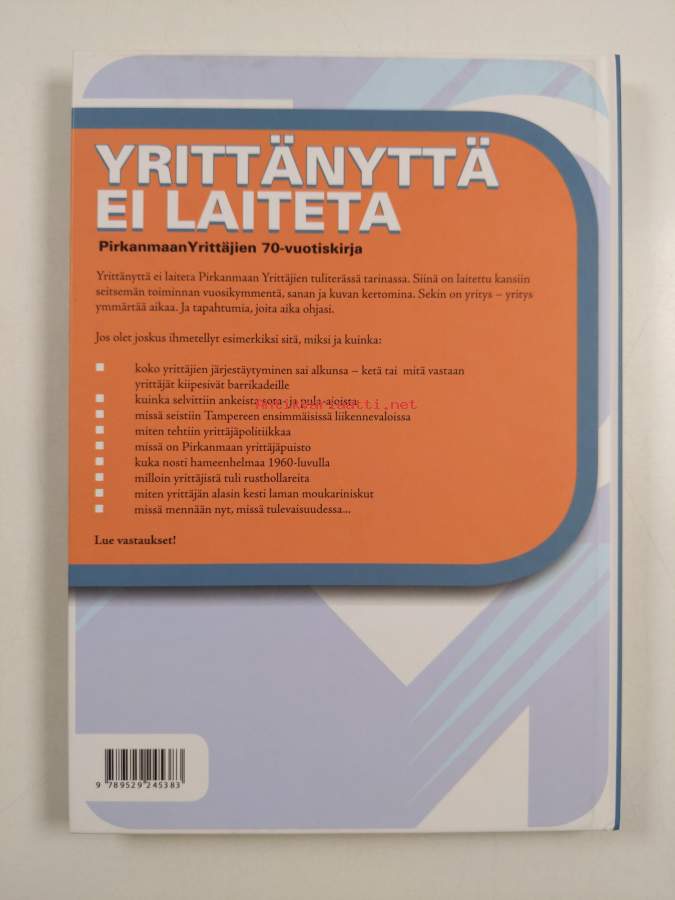 YRITTÄNYTTÄ
EI LAITETA
PirkanmaanYrittäjien 70-vuotiskirja
Yrittänyttä ei laiteta Pirkanmaan Yrittäjien tuliterässä tarinassa. Siinä on laitettu kansiin
seitsemän toiminnan vuosikymmentä, sanan ja kuvan kertomina. Sekin on yritys – yritys
ymmärtää aikaa. Ja tapahtumia, joita aika ohjasi.
Jos olet joskus ihmetellyt esimerkiksi sitä, miksi ja kuinka:
koko yrittäjien järjestäytyminen sai alkunsa – ketä tai mitä vastaan
yrittäjät kiipesivät barrikadeille
kuinka selvittiin ankeista sota- ja pula-ajoista
antikvariaatti.net
missä seistiin Tampereen ensimmäisissä liikennevaloissa
miten tehtiin yrittäjäpolitiikkaa
missä on Pirkanmaan yrittäjäpuisto
kuka nosti hameenhelmaa 1960-luvulla
milloin yrittäjistä tuli rusthollareita
miten yrittäjän alasin kesti laman moukariniskut
missä mennään nyt, missä tulevaisuudessa...
Lue vastaukset!
9 789529 245383